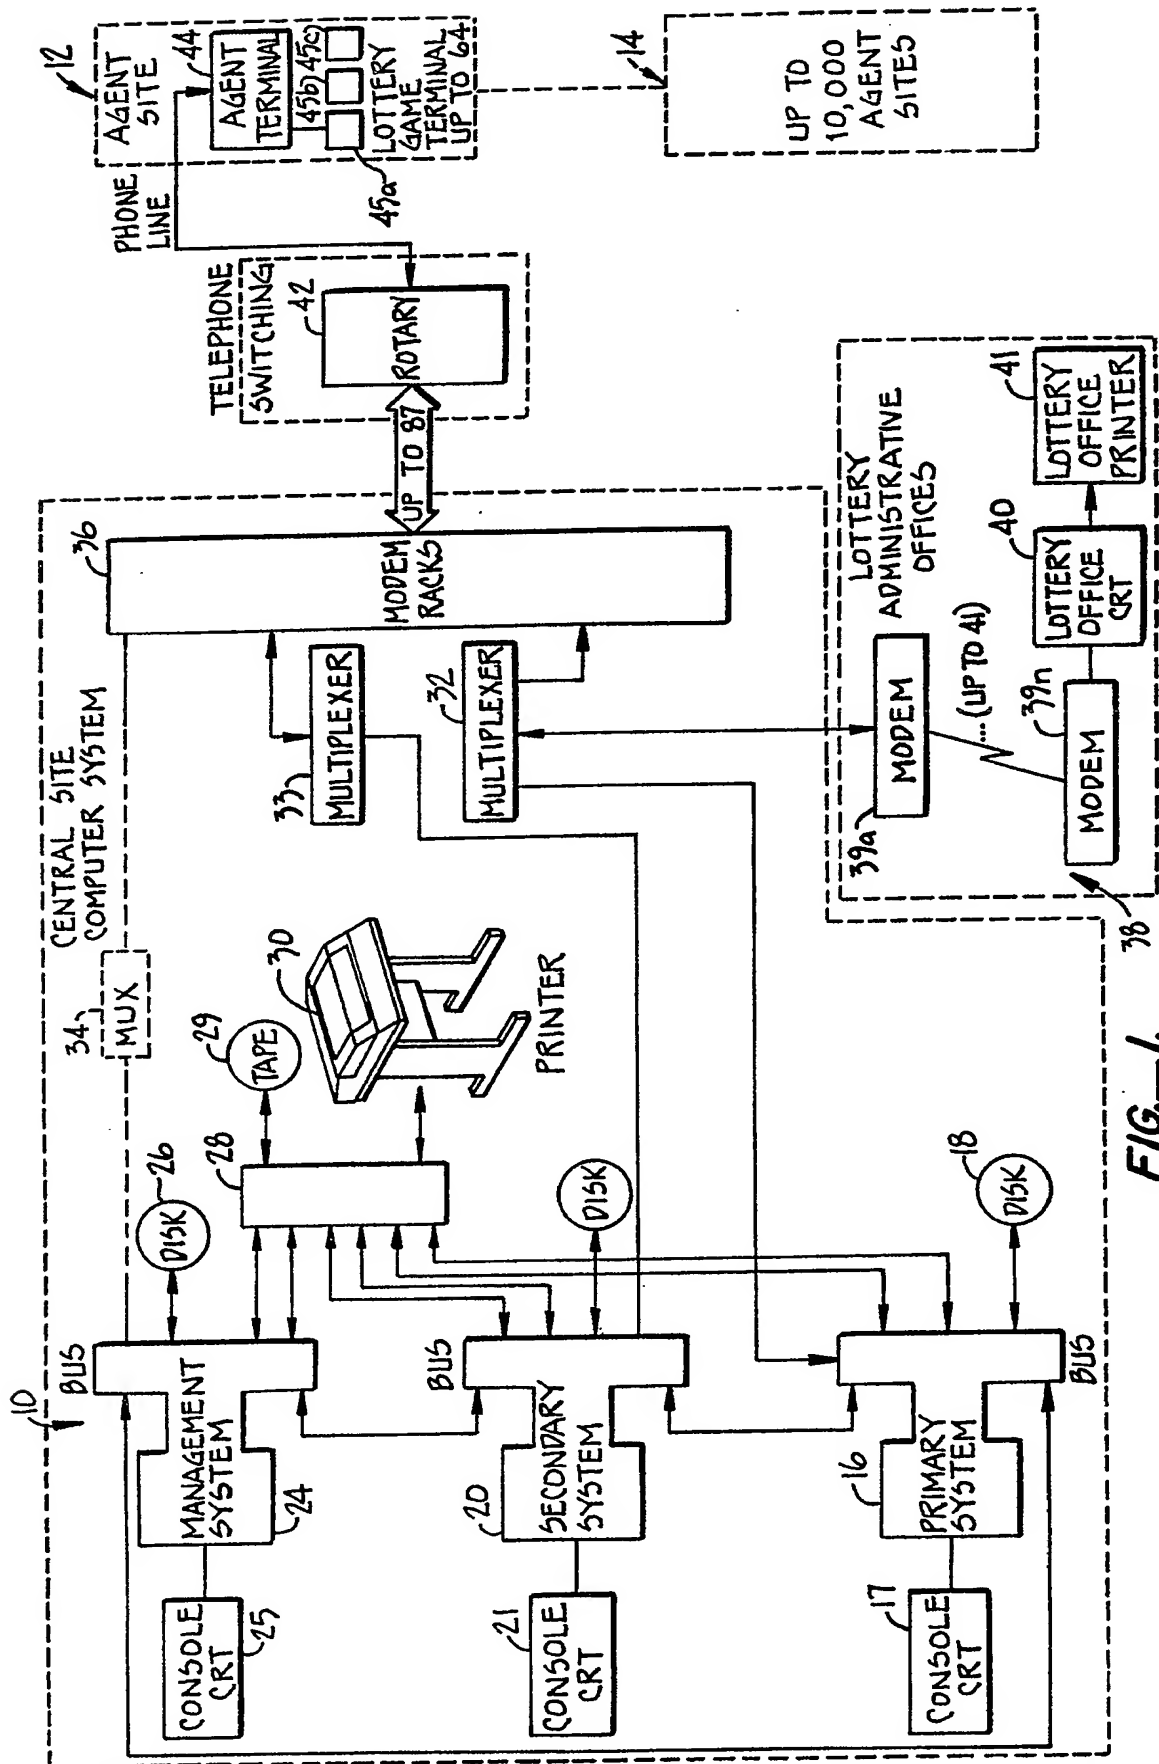 10
CENTRAL SITE
COMPUTER SYSTEM
34
MUX
BUS
MANAGEMENT
SYSTEM
24
CONSOLE
CRT
25
DISK
26
28
TAPE
29
30
PRINTER
BUS
SECONDARY
SYSTEM
20
CONSOLE
CRT
21
DISK
BUS
PRIMARY
SYSTEM
16
CONSOLE
CRT
17
DISK
18
33
MULTIPLEXER
32
MULTIPLEXER
36
MODEM
RACKS
UP TO 87
TELEPHONE
SWITCHING
42
ROTARY
PHONE
LINE
12
AGENT
SITE
44
AGENT
TERMINAL
45b
45c
45a
LOTTERY
GAME
TERMINAL
UP TO 64
14
UP TO
10,000
AGENT
SITES
LOTTERY
ADMINISTRATIVE
OFFICES
39a
MODEM
....(UP TO 41)
39n
MODEM
40
LOTTERY
OFFICE
CRT
41
LOTTERY
OFFICE
PRINTER
38
FIG._1.